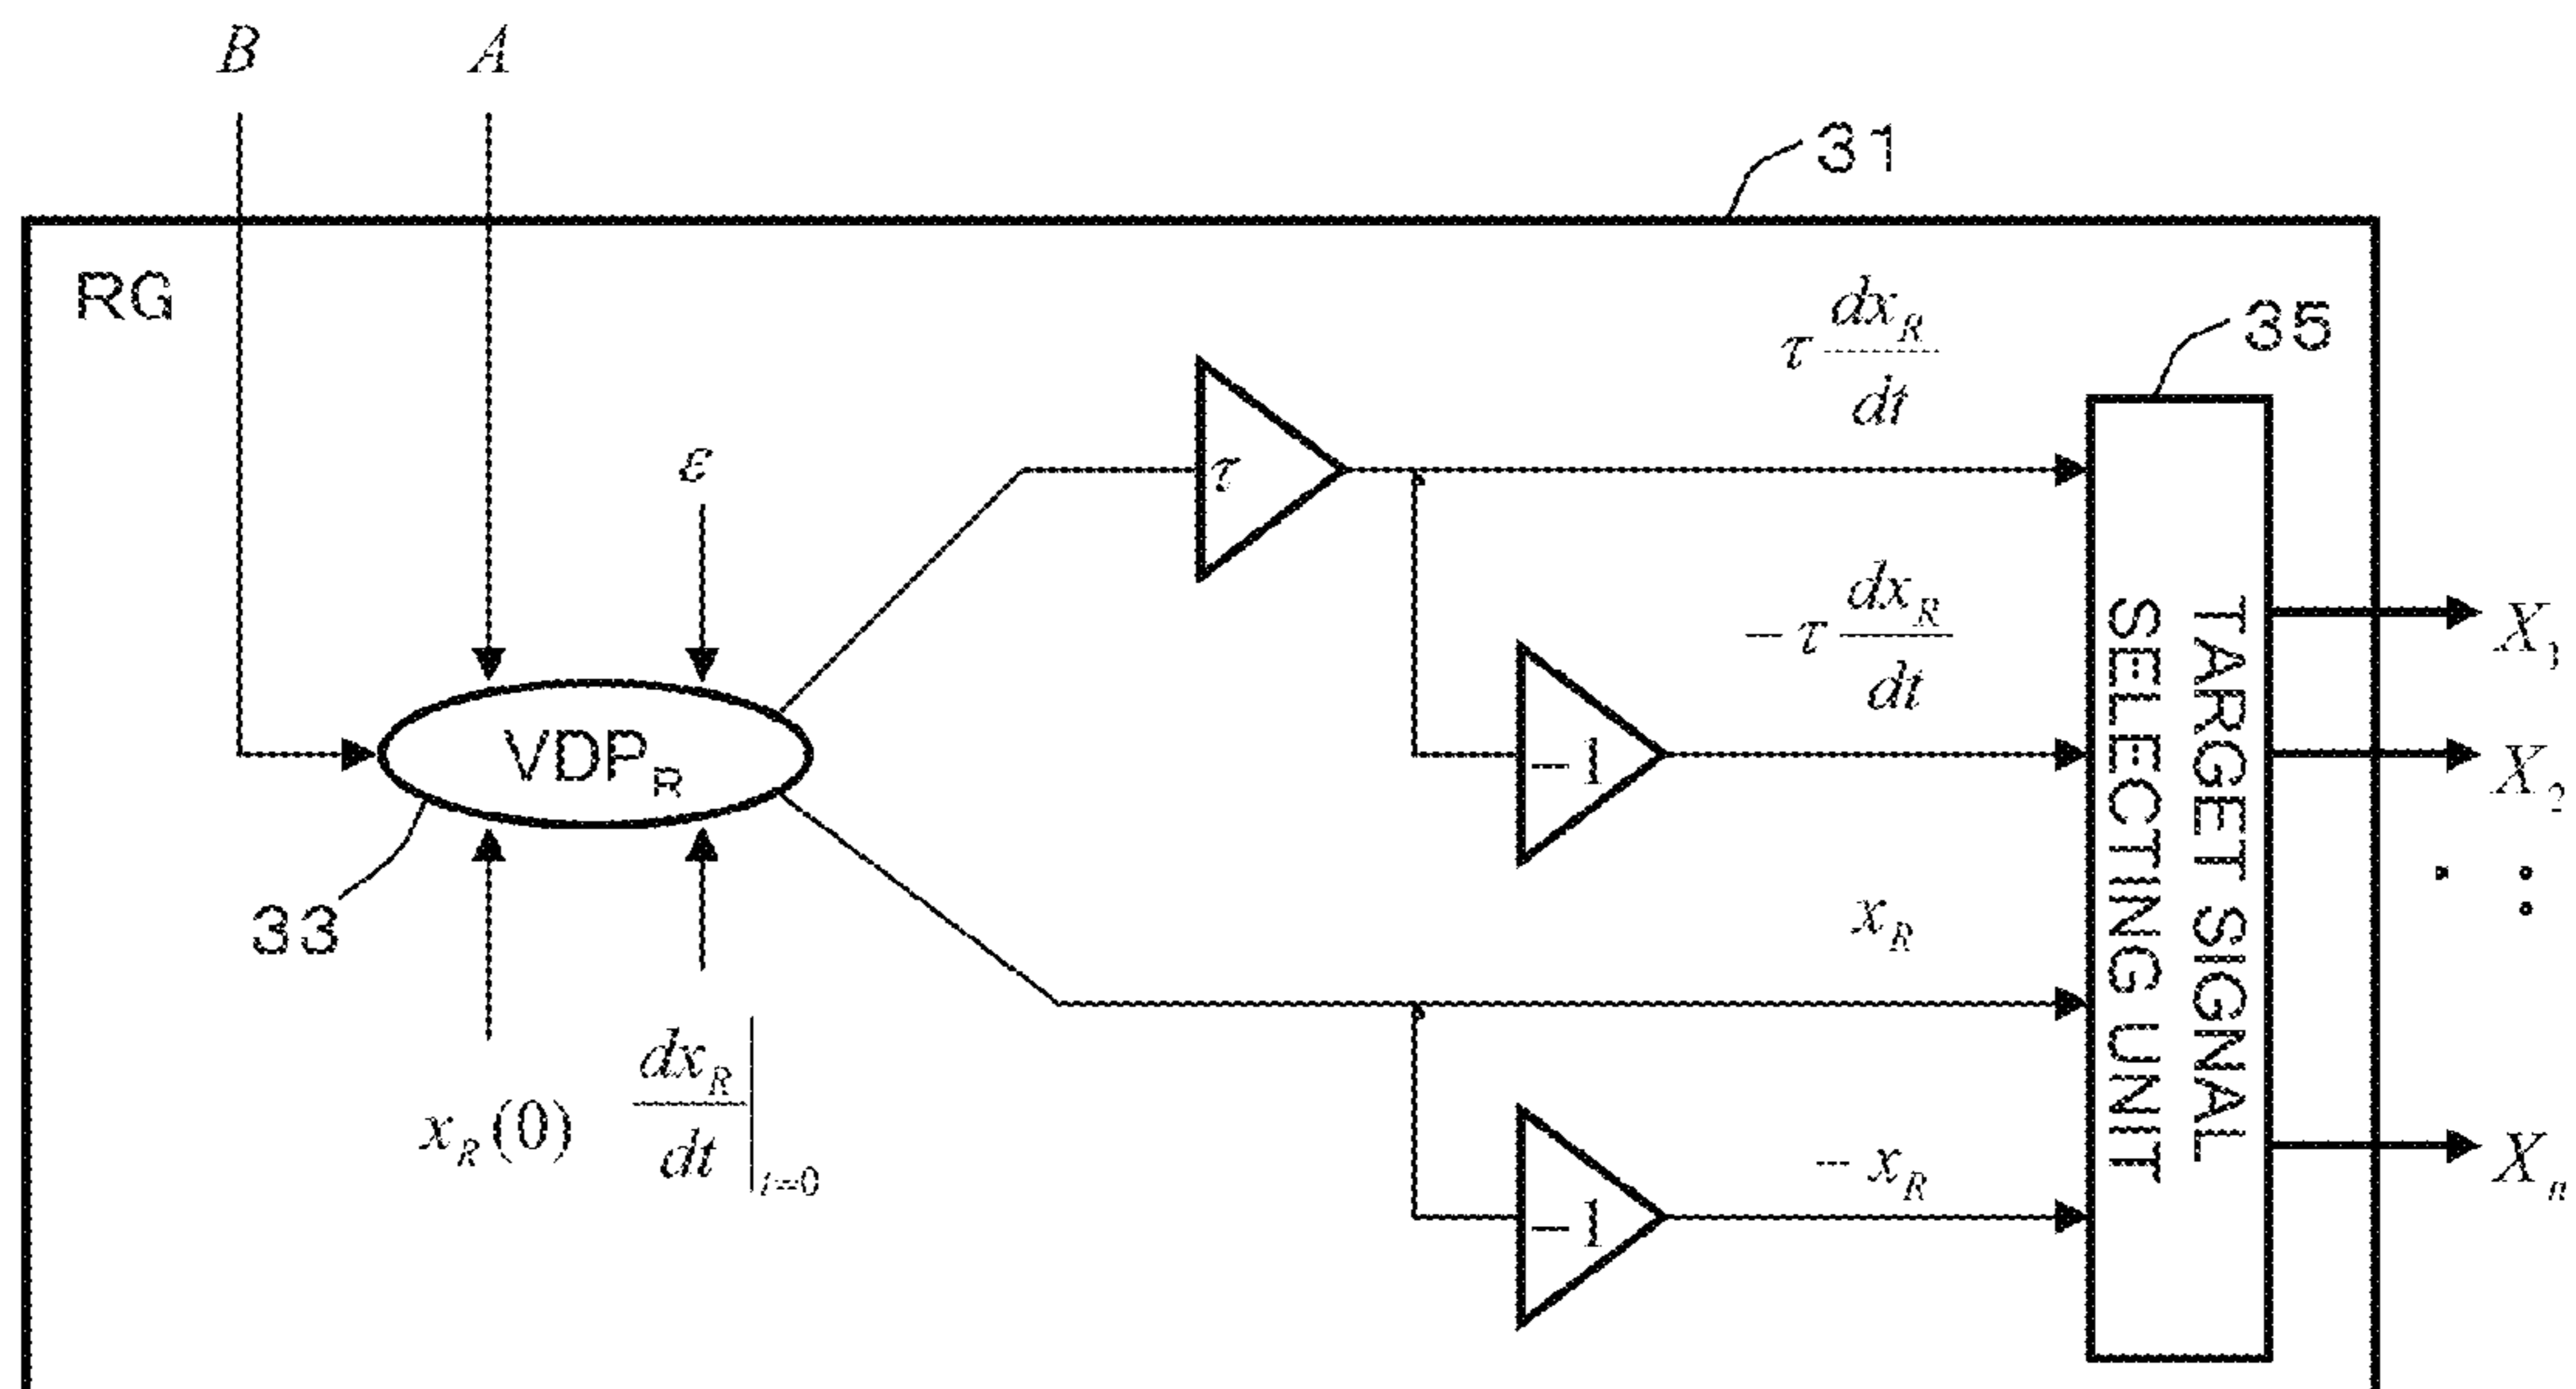 B
A
31
RG
35
τ dx_R/dt
ε
τ
-τ dx_R/dt
X_1
VDP_R
-1
X_2
33
x_R
x_R(0)
dx_R/dt|_{t=0}
-x_R
-1
X_n
TARGET SIGNAL
SELECTING UNIT